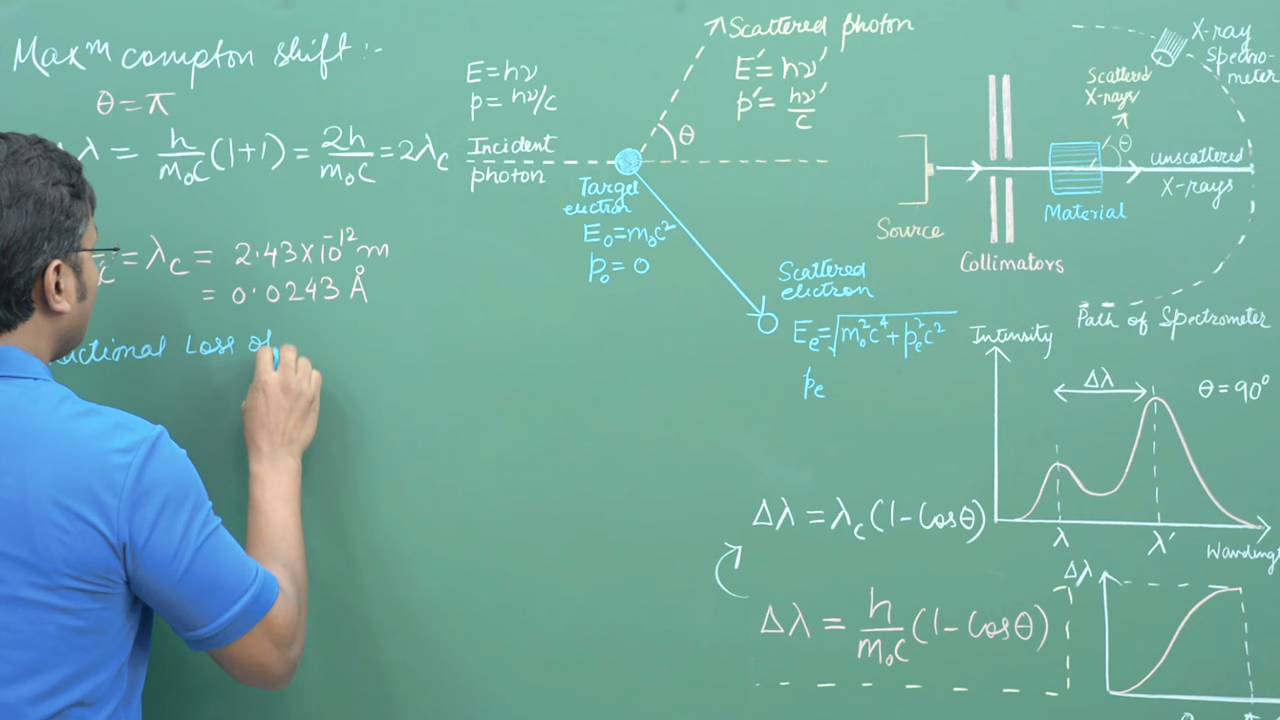 Maxᵐ compton shift :-
θ = π
λ = h/m₀c (1+1) = 2h/m₀c = 2λc
c = λc = 2.43×10⁻¹² m
= 0.0243 Å
ctional Loss of
E=hν
p= hν/c
Incident
photon
Scattered photon
E′= hν′
p′= hν′/c
θ
Target
electron
E₀=m₀c²
p₀= 0
Scattered
electron
Ee=√m₀²c⁴+pe²c²
pe
X-ray
Spectro-
meter
Scattered
X-rays
θ
unscattered
X-rays
Source
Collimators
Material
Path of Spectrometer
Intensity
Δλ
θ=90°
λ
λ′
Δλ = λc (1-Cosθ)
Δλ = h/m₀c (1-Cosθ)
Δλ